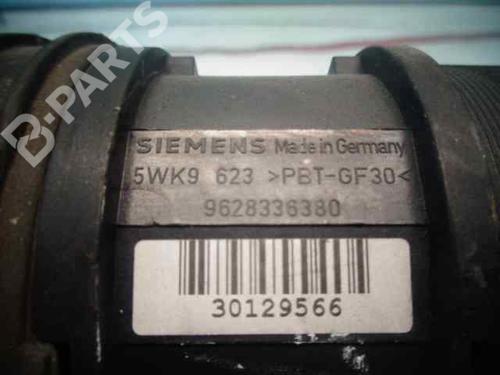 B-PARTS
SIEMENS Made in Germany
5WK9 623 >PBT-GF30<
9628336380
30129566